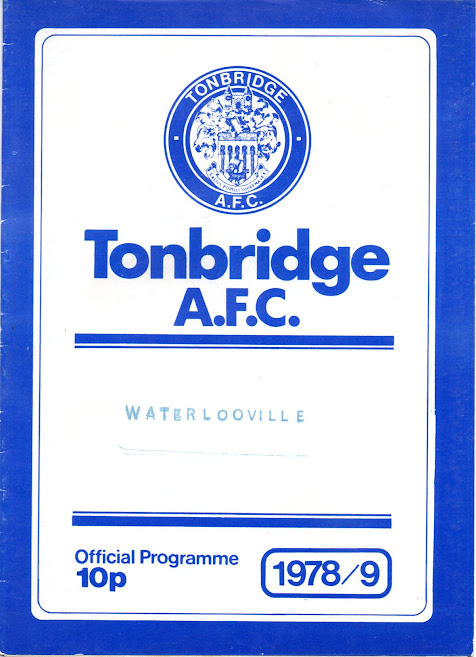 TONBRIDGE
A.F.C.
Tonbridge
A.F.C.
WATERLOOVILLE
Official Programme
10p
1978/9